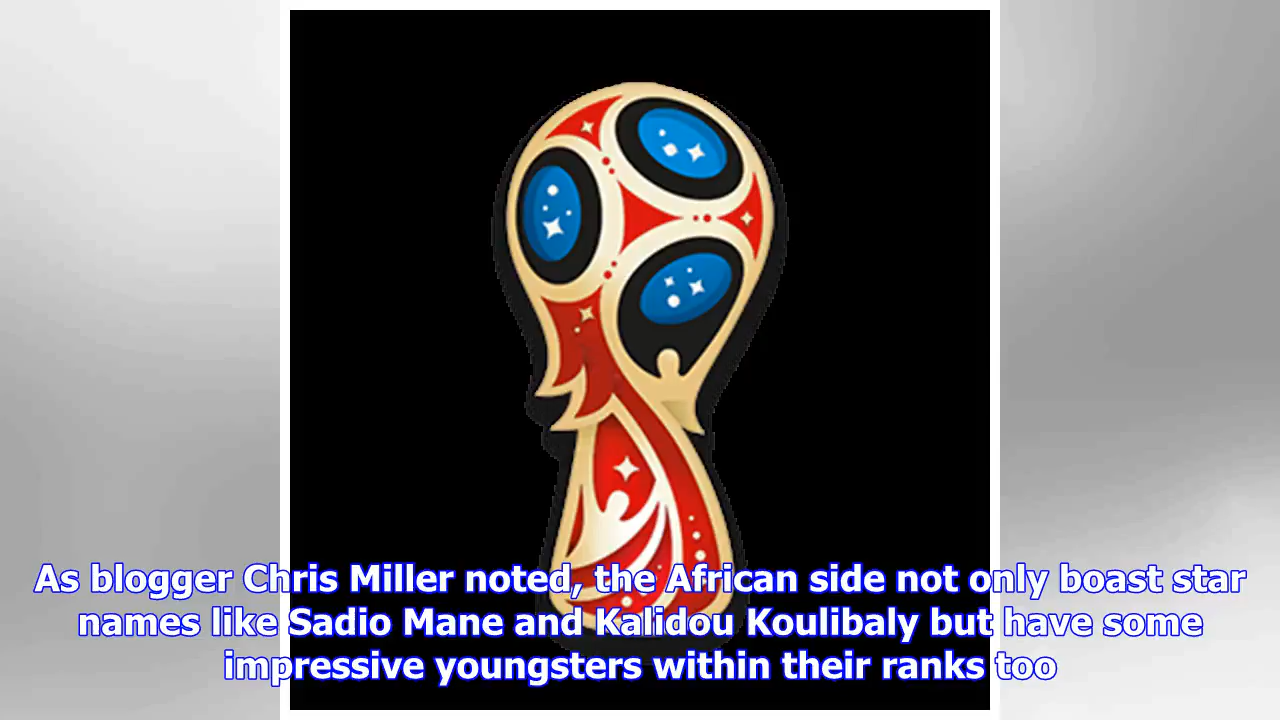 As blogger Chris Miller noted, the African side not only boast star
names like Sadio Mane and Kalidou Koulibaly but have some
impressive youngsters within their ranks too